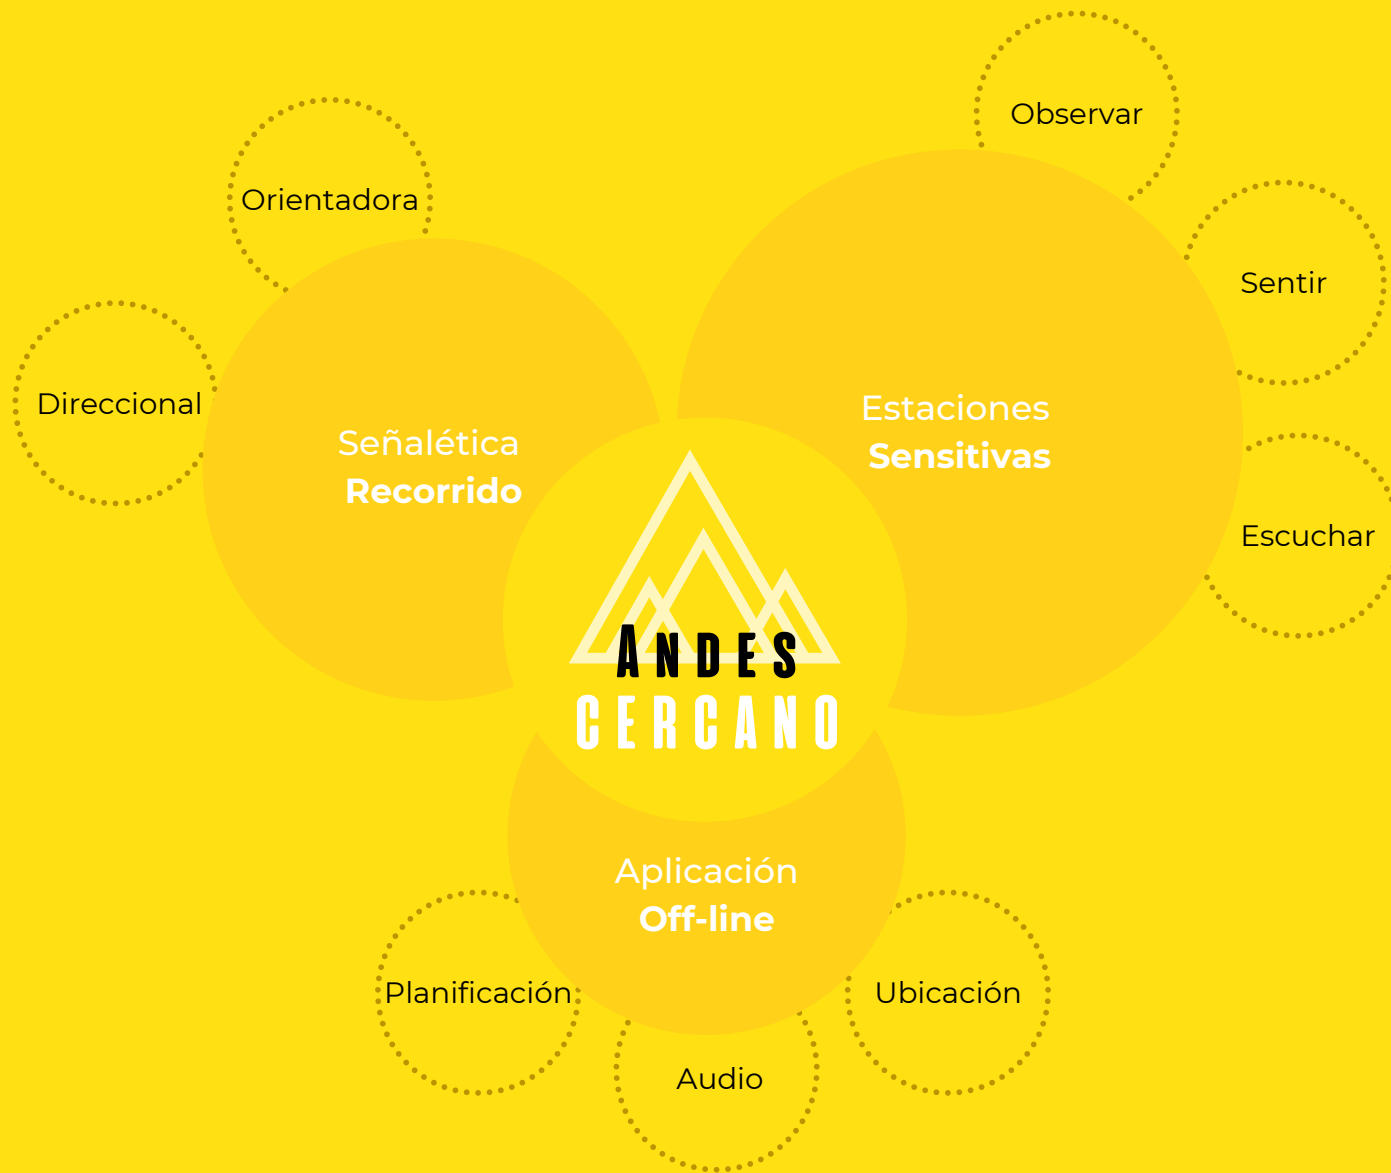 Observar
Orientadora
Sentir
Direccional
Estaciones
Sensitivas
Señalética
Recorrido
Escuchar
ANDES
CERCANO
Aplicación
Off-line
Planificación
Ubicación
Audio